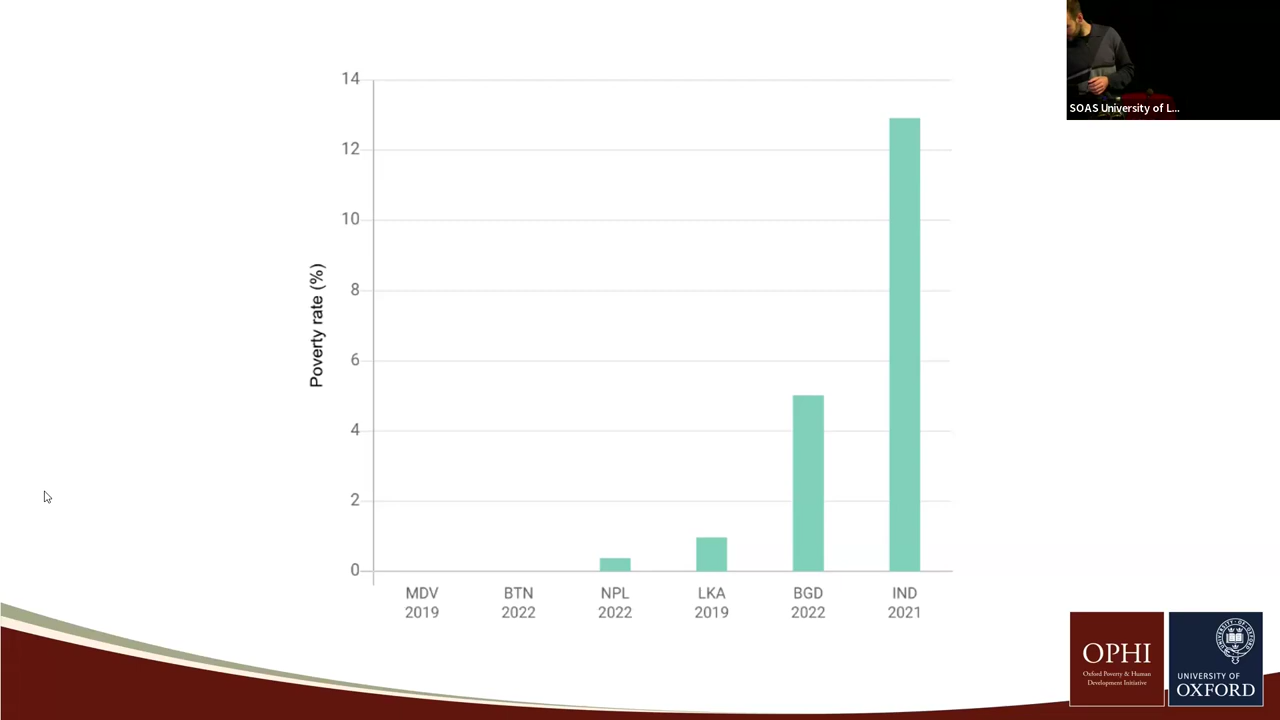 SOAS University of L...
14
12
10
8
6
4
2
0
Poverty rate (%)
MDV BTN NPL LKA BGD IND
2019 2022 2022 2019 2022 2021
OPHI
Oxford Poverty & Human
Development Initiative
UNIVERSITY OF
OXFORD